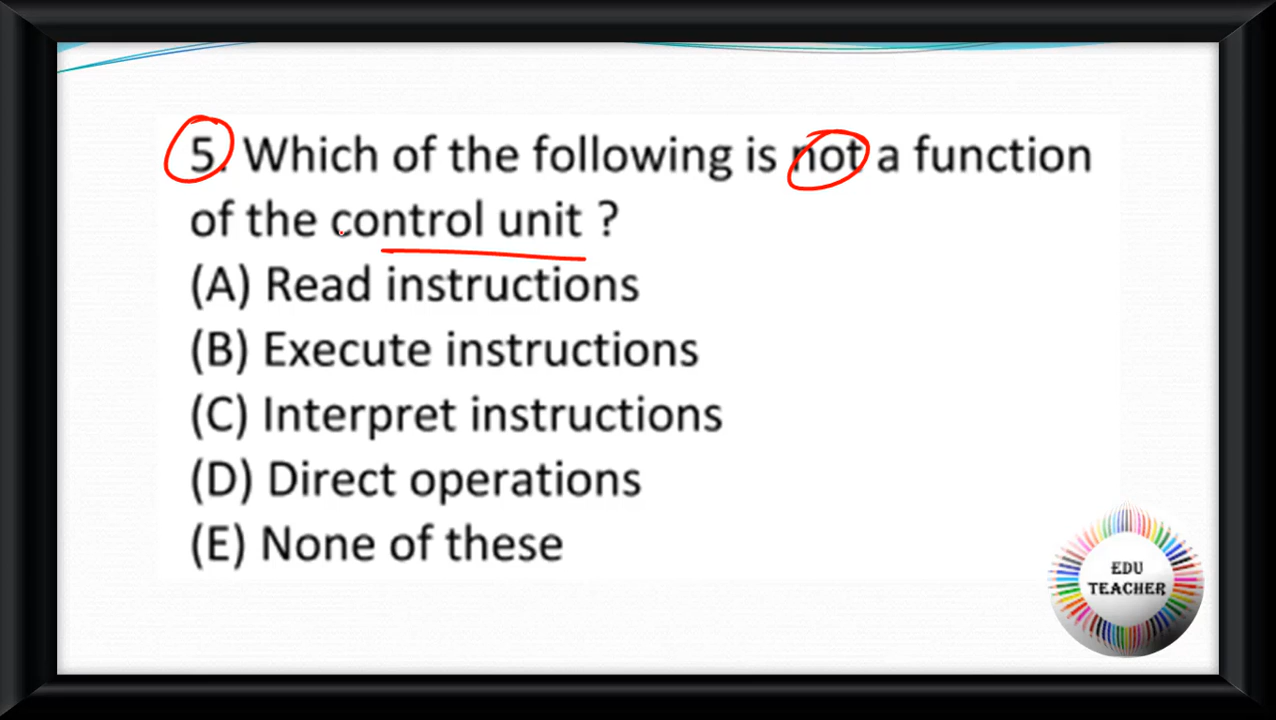 5. Which of the following is not a function
of the control unit ?
(A) Read instructions
(B) Execute instructions
(C) Interpret instructions
(D) Direct operations
(E) None of these
EDU
TEACHER